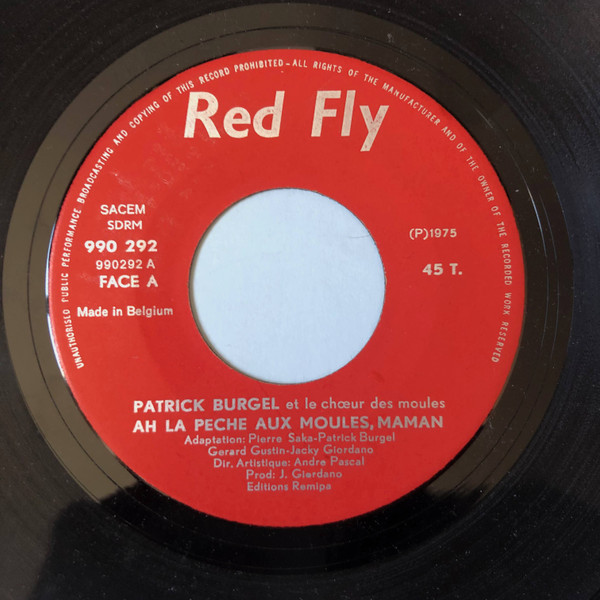 UNAUTHORISED PUBLIC PERFORMANCE BROADCASTING AND COPYING OF THIS RECORD PROHIBITED-ALL RIGHTS OF THE MANUFACTURER AND OF THE OWNER OF THE RECORDED WORK RESERVED
Red Fly
SACEM
SDRM
990 292
990292 A
FACE A
Made in Belgium
(P)1975
45 T.
PATRICK BURGEL et le chœur des moules
AH LA PECHE AUX MOULES, MAMAN
Adaptation: Pierre Saka-Patrick Burgel
Gerard Gustin-Jacky Giordano
Dir. Artistique: Andre Pascal
Prod: J. Giordano
Editions Remipa